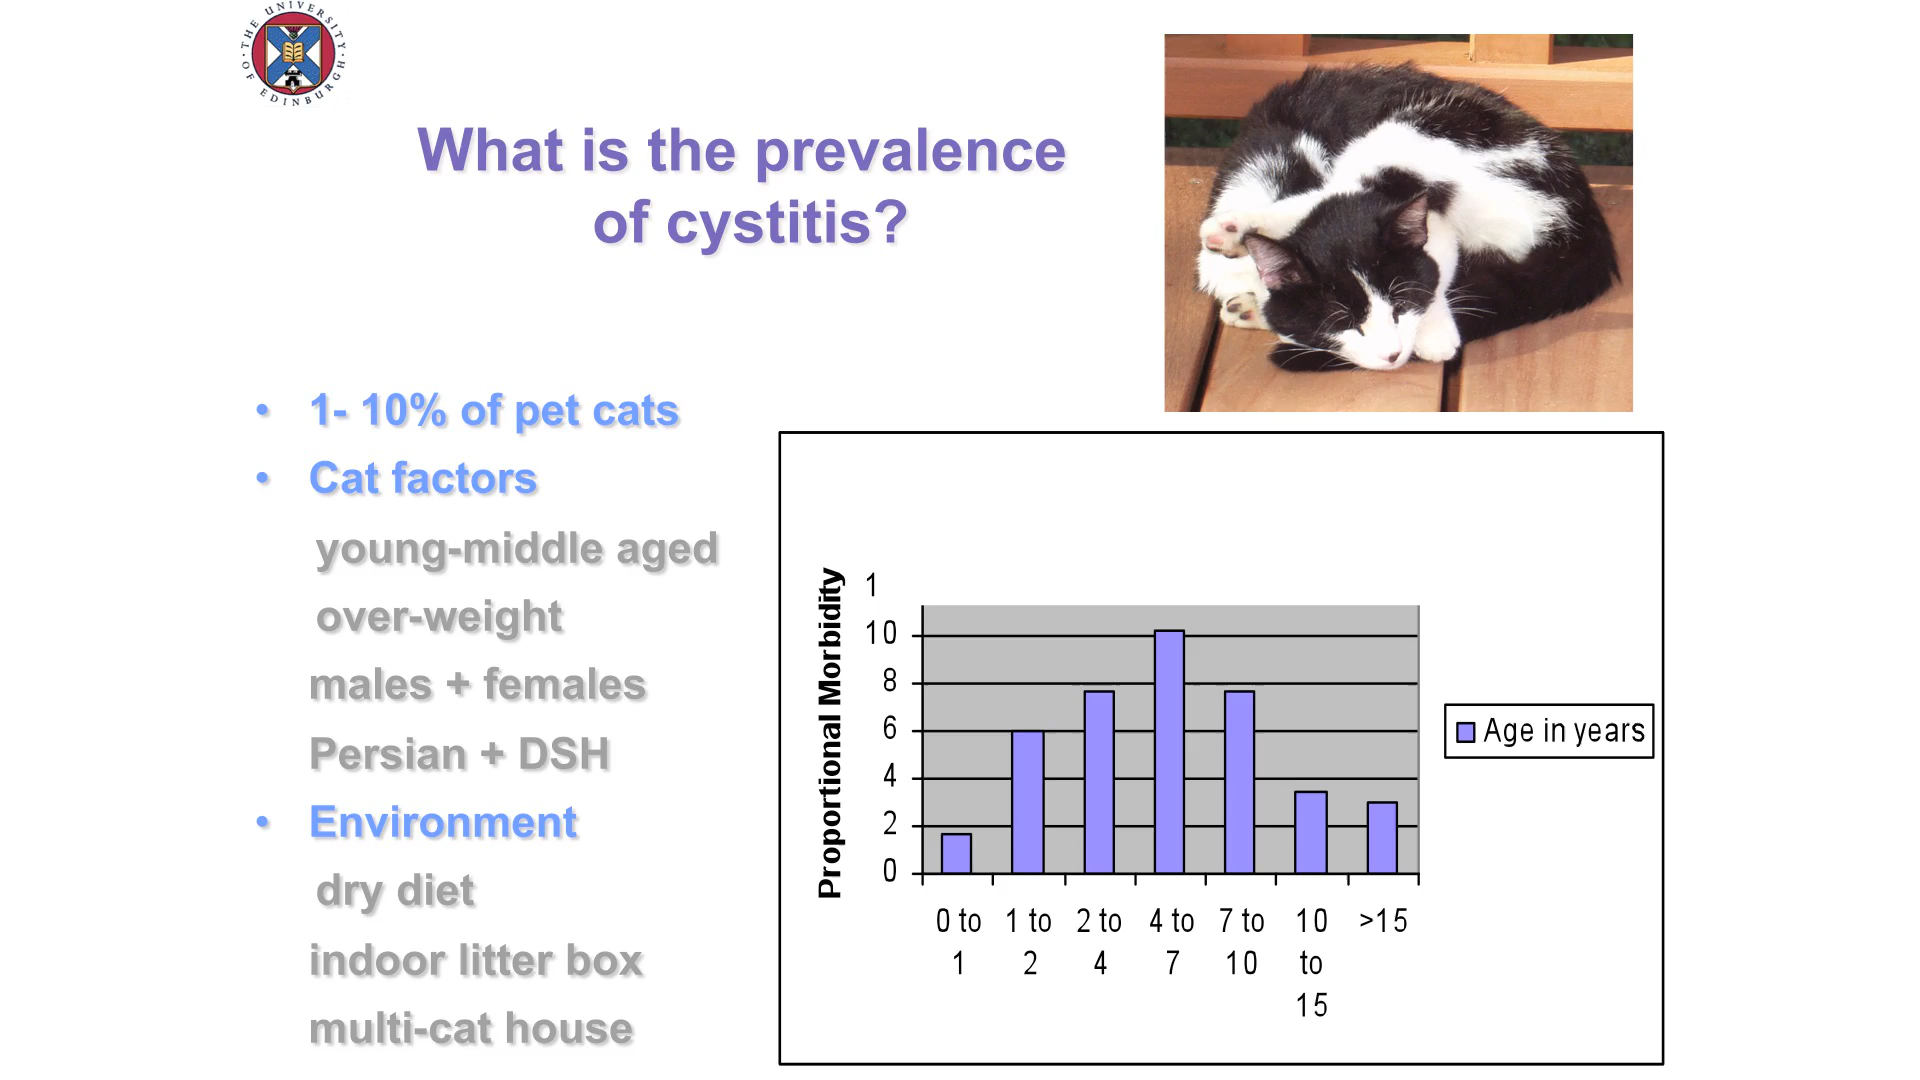 THE UNIVERSITY OF EDINBURGH
What is the prevalence
of cystitis?
• 1- 10% of pet cats
• Cat factors
young-middle aged
over-weight
males + females
Persian + DSH
• Environment
dry diet
indoor litter box
multi-cat house
Proportional Morbidity
1
10
8
6
4
2
0
0 to
1
1 to
2
2 to
4
4 to
7
7 to
10
10
to
15
>15
Age in years